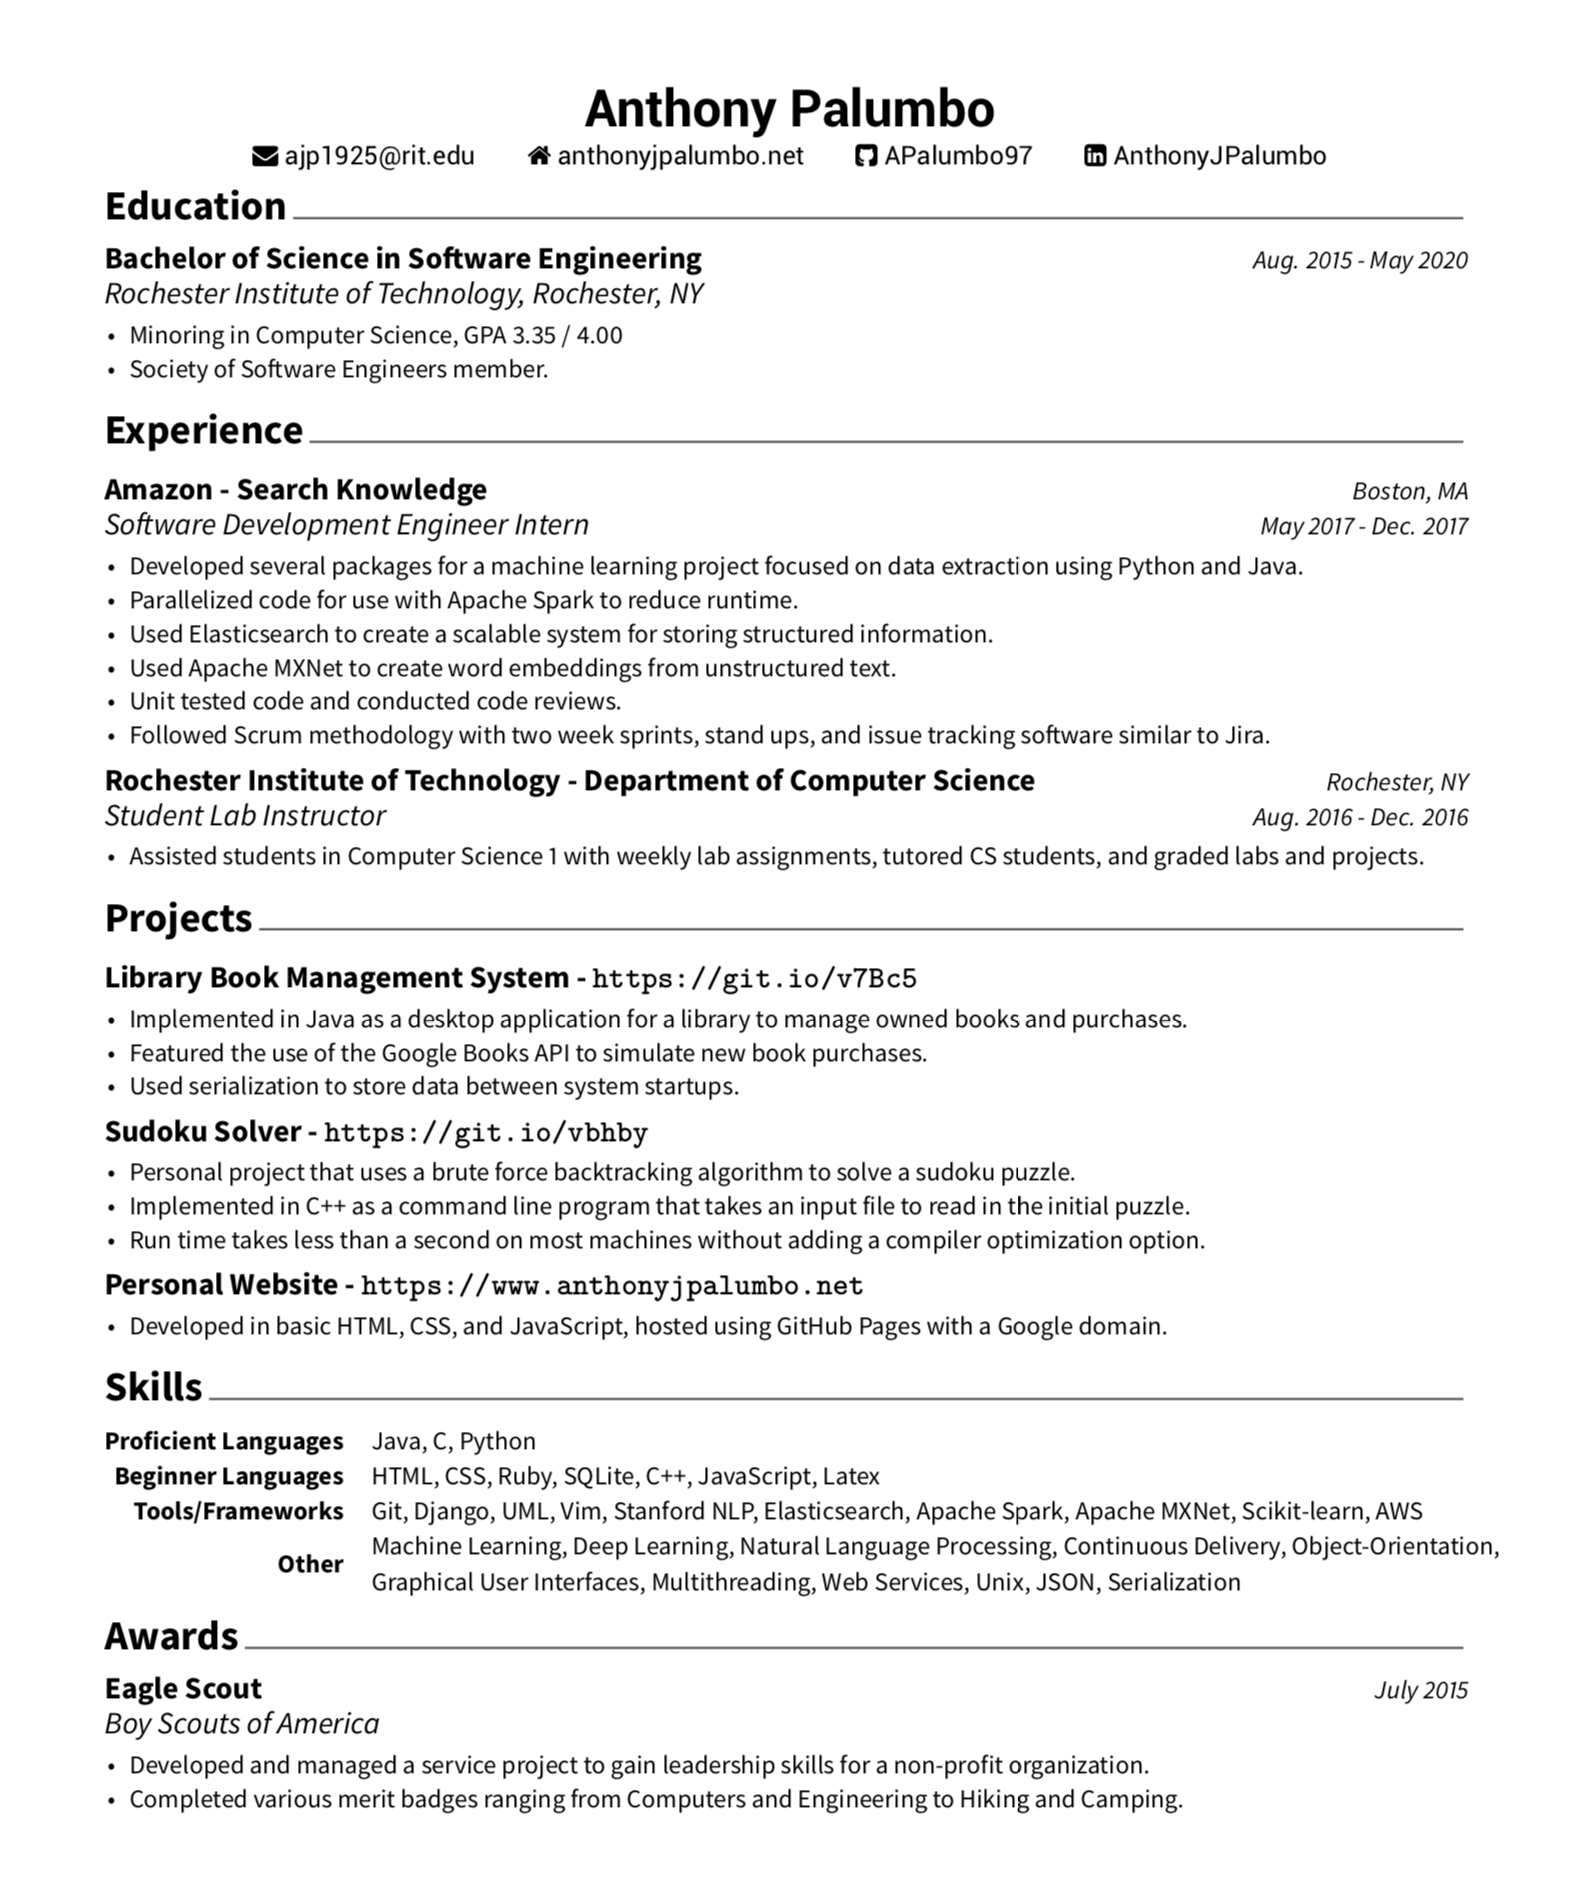 Anthony Palumbo
ajp1925@rit.edu anthonyjpalumbo.net APalumbo97 AnthonyJPalumbo
Education
Bachelor of Science in Software Engineering Aug. 2015 - May 2020
Rochester Institute of Technology, Rochester, NY
• Minoring in Computer Science, GPA 3.35 / 4.00
• Society of Software Engineers member.
Experience
Amazon - Search Knowledge Boston, MA
Software Development Engineer Intern May 2017 - Dec. 2017
• Developed several packages for a machine learning project focused on data extraction using Python and Java.
• Parallelized code for use with Apache Spark to reduce runtime.
• Used Elasticsearch to create a scalable system for storing structured information.
• Used Apache MXNet to create word embeddings from unstructured text.
• Unit tested code and conducted code reviews.
• Followed Scrum methodology with two week sprints, stand ups, and issue tracking software similar to Jira.
Rochester Institute of Technology - Department of Computer Science Rochester, NY
Student Lab Instructor Aug. 2016 - Dec. 2016
• Assisted students in Computer Science 1 with weekly lab assignments, tutored CS students, and graded labs and projects.
Projects
Library Book Management System - https://git.io/v7Bc5
• Implemented in Java as a desktop application for a library to manage owned books and purchases.
• Featured the use of the Google Books API to simulate new book purchases.
• Used serialization to store data between system startups.
Sudoku Solver - https://git.io/vbhby
• Personal project that uses a brute force backtracking algorithm to solve a sudoku puzzle.
• Implemented in C++ as a command line program that takes an input file to read in the initial puzzle.
• Run time takes less than a second on most machines without adding a compiler optimization option.
Personal Website - https://www.anthonyjpalumbo.net
• Developed in basic HTML, CSS, and JavaScript, hosted using GitHub Pages with a Google domain.
Skills
Proficient Languages Java, C, Python
Beginner Languages HTML, CSS, Ruby, SQLite, C++, JavaScript, Latex
Tools/Frameworks Git, Django, UML, Vim, Stanford NLP, Elasticsearch, Apache Spark, Apache MXNet, Scikit-learn, AWS
Other Machine Learning, Deep Learning, Natural Language Processing, Continuous Delivery, Object-Orientation,
Graphical User Interfaces, Multithreading, Web Services, Unix, JSON, Serialization
Awards
Eagle Scout July 2015
Boy Scouts of America
• Developed and managed a service project to gain leadership skills for a non-profit organization.
• Completed various merit badges ranging from Computers and Engineering to Hiking and Camping.